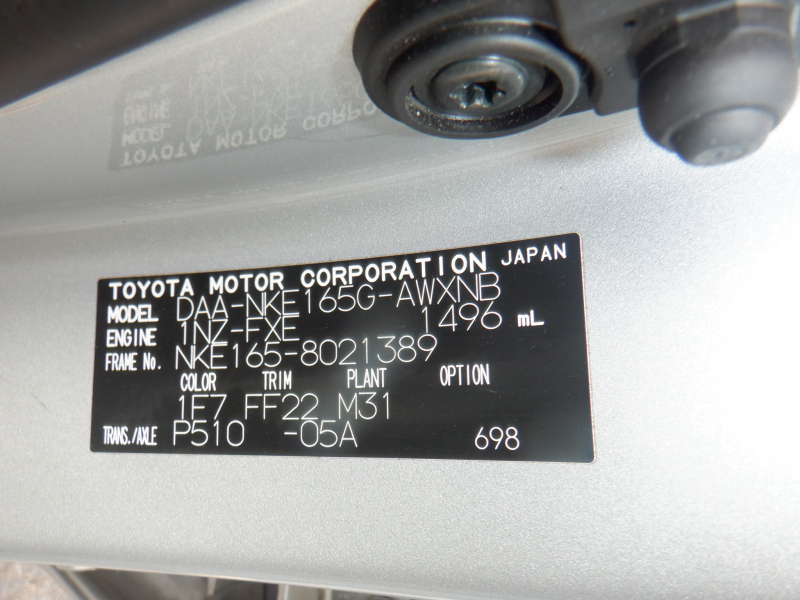 TOYOTA MOTOR CORPORATION JAPAN
MODEL DAA-NKE165G-AWXNB
ENGINE 1NZ-FXE 1496 mL
FRAME No. NKE165-8021389
COLOR TRIM PLANT OPTION
1F7 FF22 M31
TRANS./AXLE P510 -05A 698